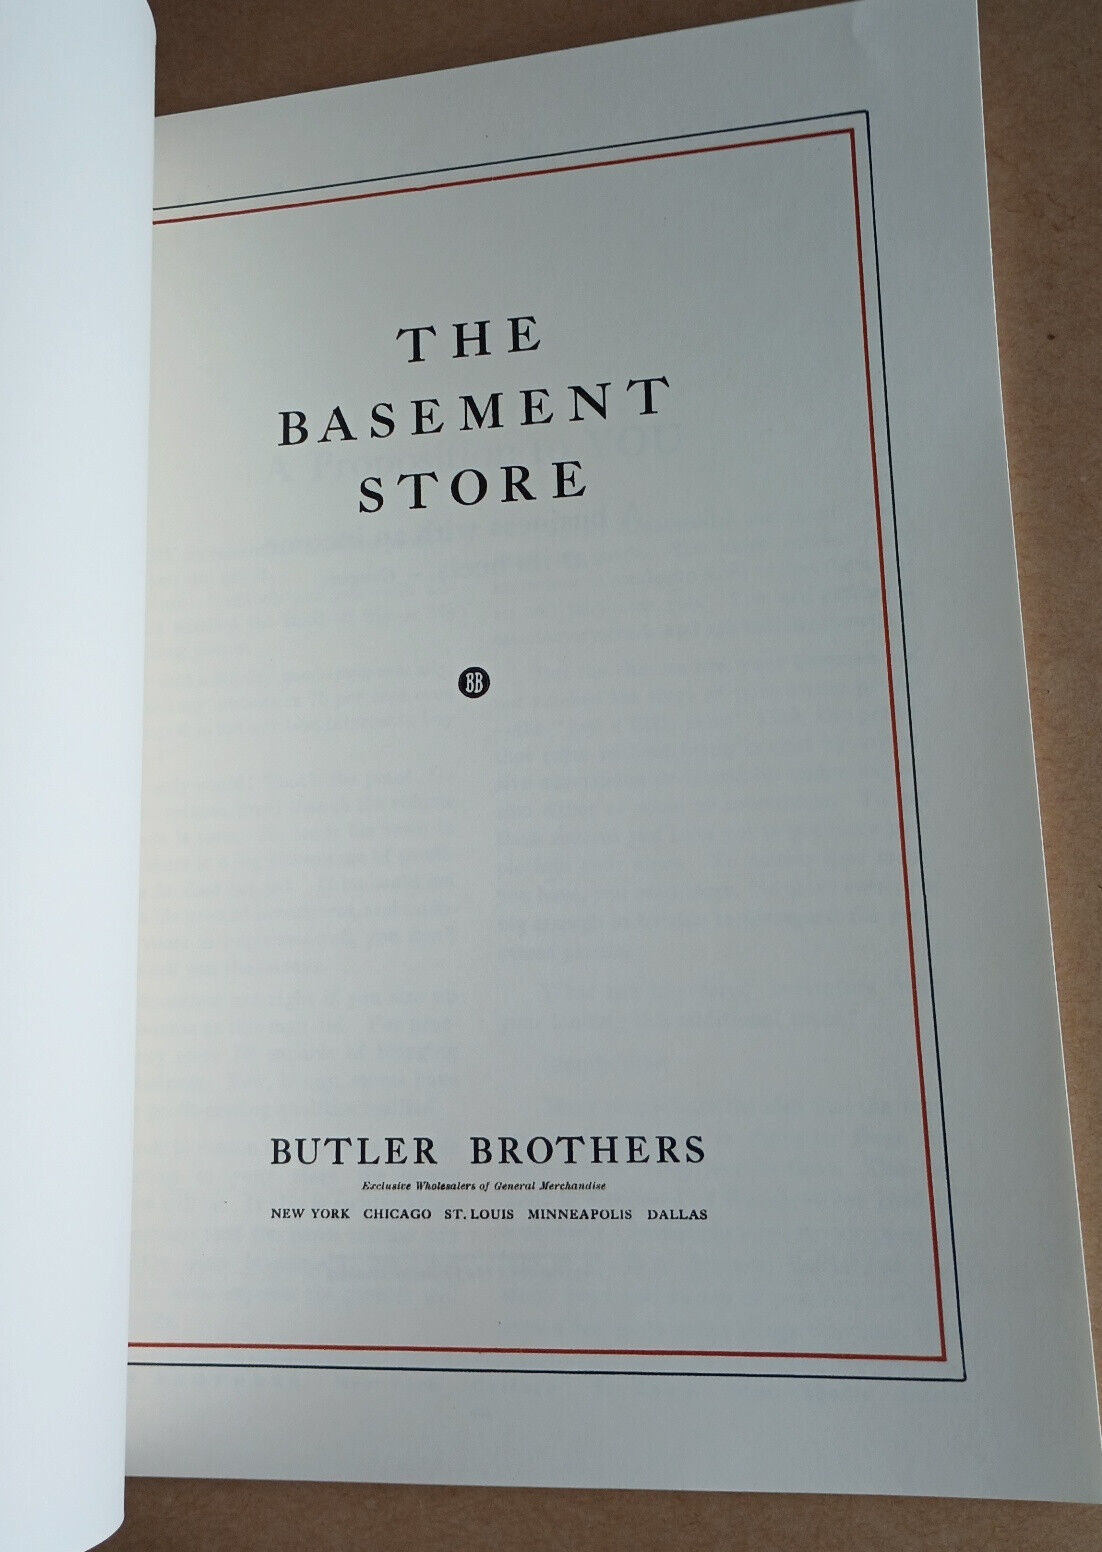 THE
BASEMENT
STORE
BB
BUTLER BROTHERS
Exclusive Wholesalers of General Merchandise
NEW YORK CHICAGO ST. LOUIS MINNEAPOLIS DALLAS